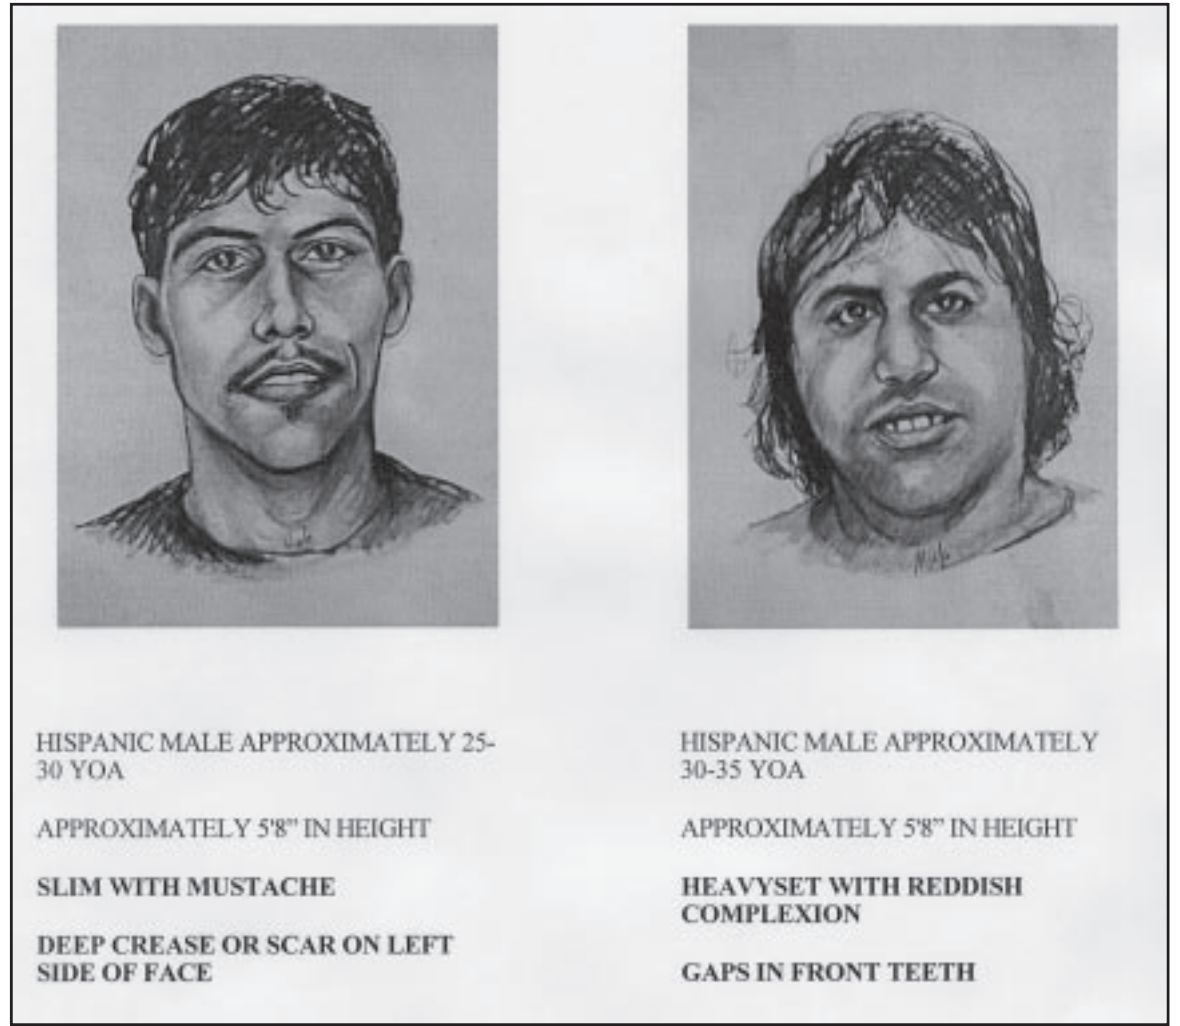 HISPANIC MALE APPROXIMATELY 25-
30 YOA
APPROXIMATELY 5'8” IN HEIGHT
SLIM WITH MUSTACHE
DEEP CREASE OR SCAR ON LEFT
SIDE OF FACE
HISPANIC MALE APPROXIMATELY
30-35 YOA
APPROXIMATELY 5'8” IN HEIGHT
HEAVYSET WITH REDDISH
COMPLEXION
GAPS IN FRONT TEETH